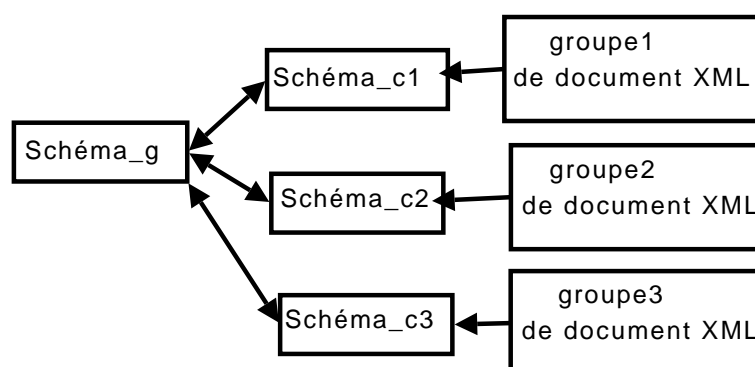 groupe1
de document XML
Schéma_c1
Schéma_g
groupe2
de document XML
Schéma_c2
groupe3
de document XML
Schéma_c3